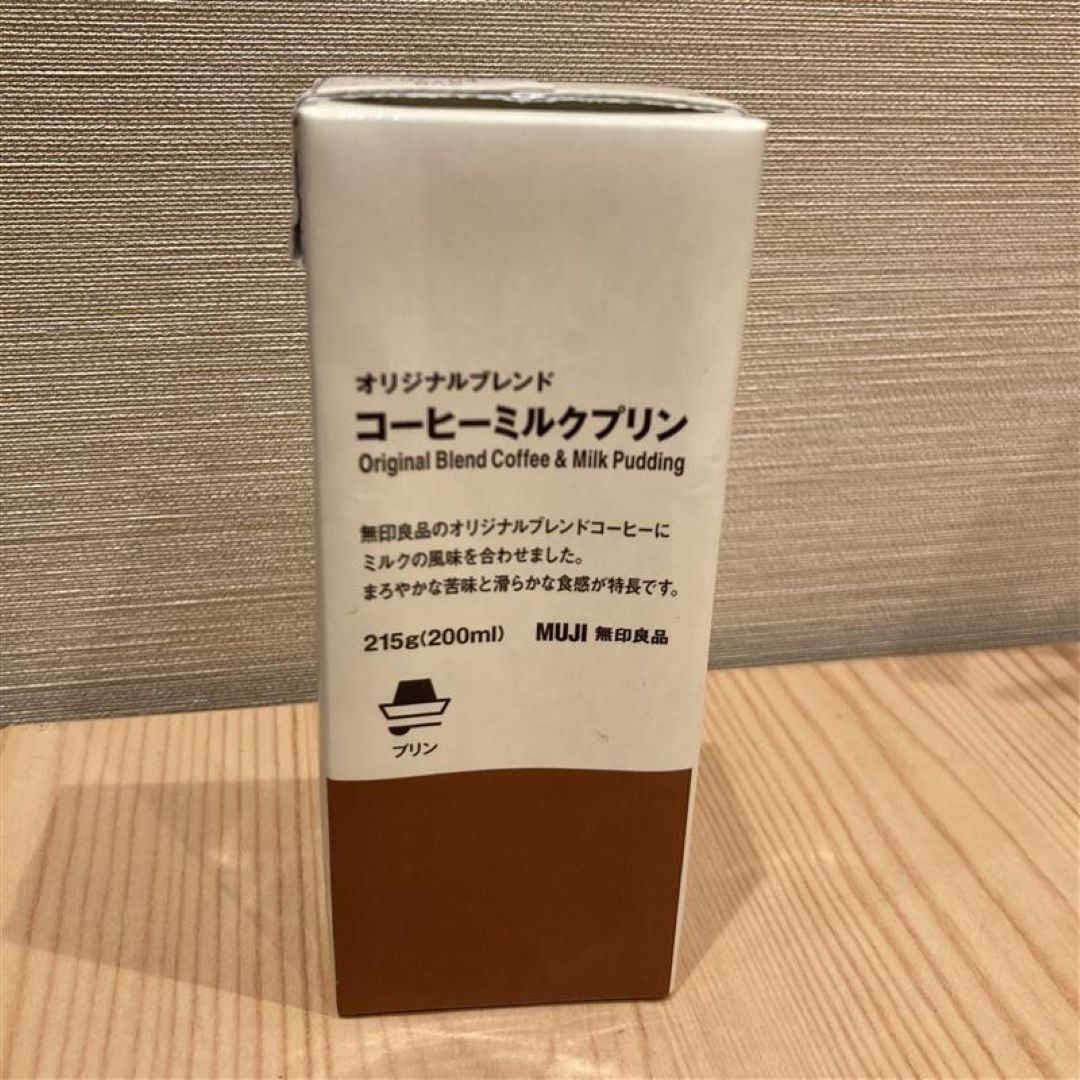 オリジナルブレンド
コーヒーミルクプリン
Original Blend Coffee & Milk Pudding
無印良品のオリジナルブレンドコーヒーに
ミルクの風味を合わせました。
まろやかな苦味と滑らかな食感が特長です。
215g(200ml) MUJI 無印良品
プリン